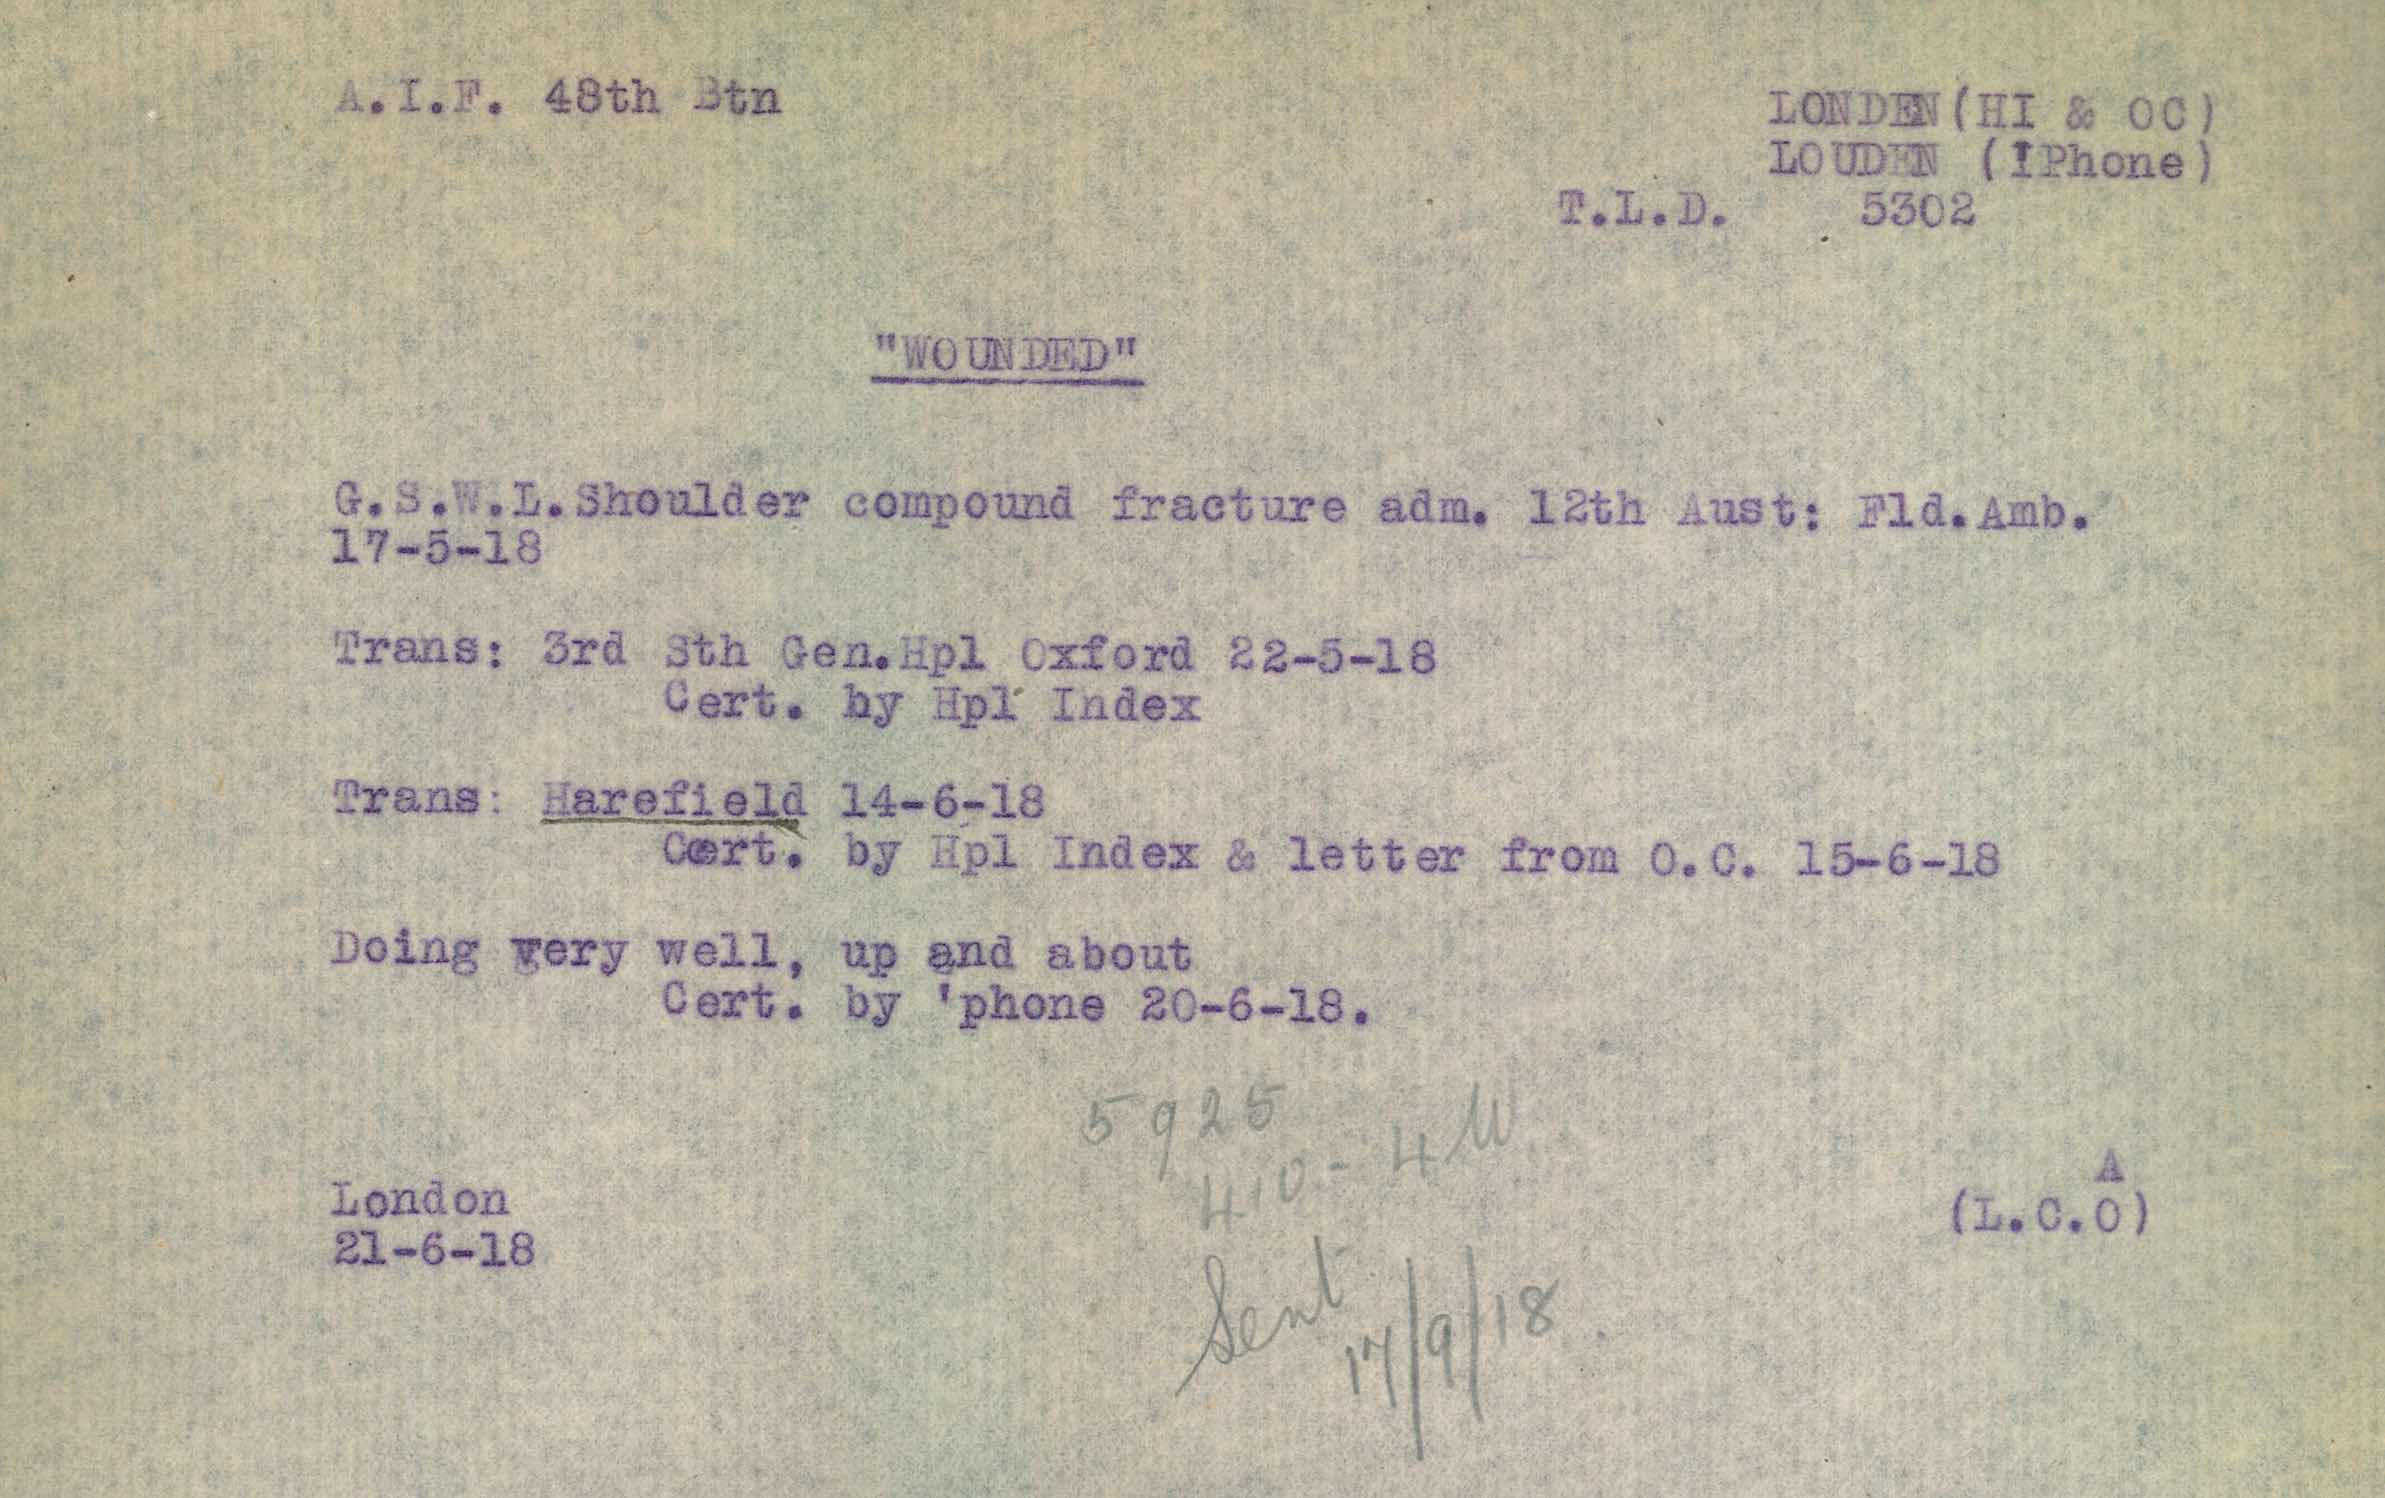 A.I.F. 48th Btn
LONDEN(HI & OC)
LOUDEN ('Phone)
T.L.D. 5302
"WOUNDED"
G.S.W.L.Shoulder compound fracture adm. 12th Aust: Fld.Amb.
17-5-18
Trans: 3rd Sth Gen.Hpl Oxford 22-5-18
Cert. by Hpl Index
Trans: Harefield 14-6-18
Cert. by Hpl Index & letter from O.C. 15-6-18
Doing very well, up and about
Cert. by 'phone 20-6-18.
5925
410-4W
London
21-6-18
A
(L.C.O)
Sent
17/9/18.